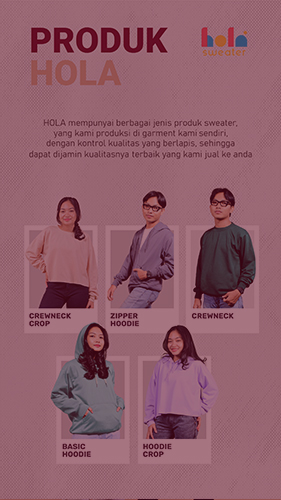 PRODUK
HOLA
hola
sweater
HOLA mempunyai berbagai jenis produk sweater,
yang kami produksi di garment kami sendiri,
dengan kontrol kualitas yang berlapis, sehingga
dapat dijamin kualitasnya terbaik yang kami jual ke anda
CREWNECK
CROP
ZIPPER
HOODIE
CREWNECK
BASIC
HOODIE
HOODIE
CROP